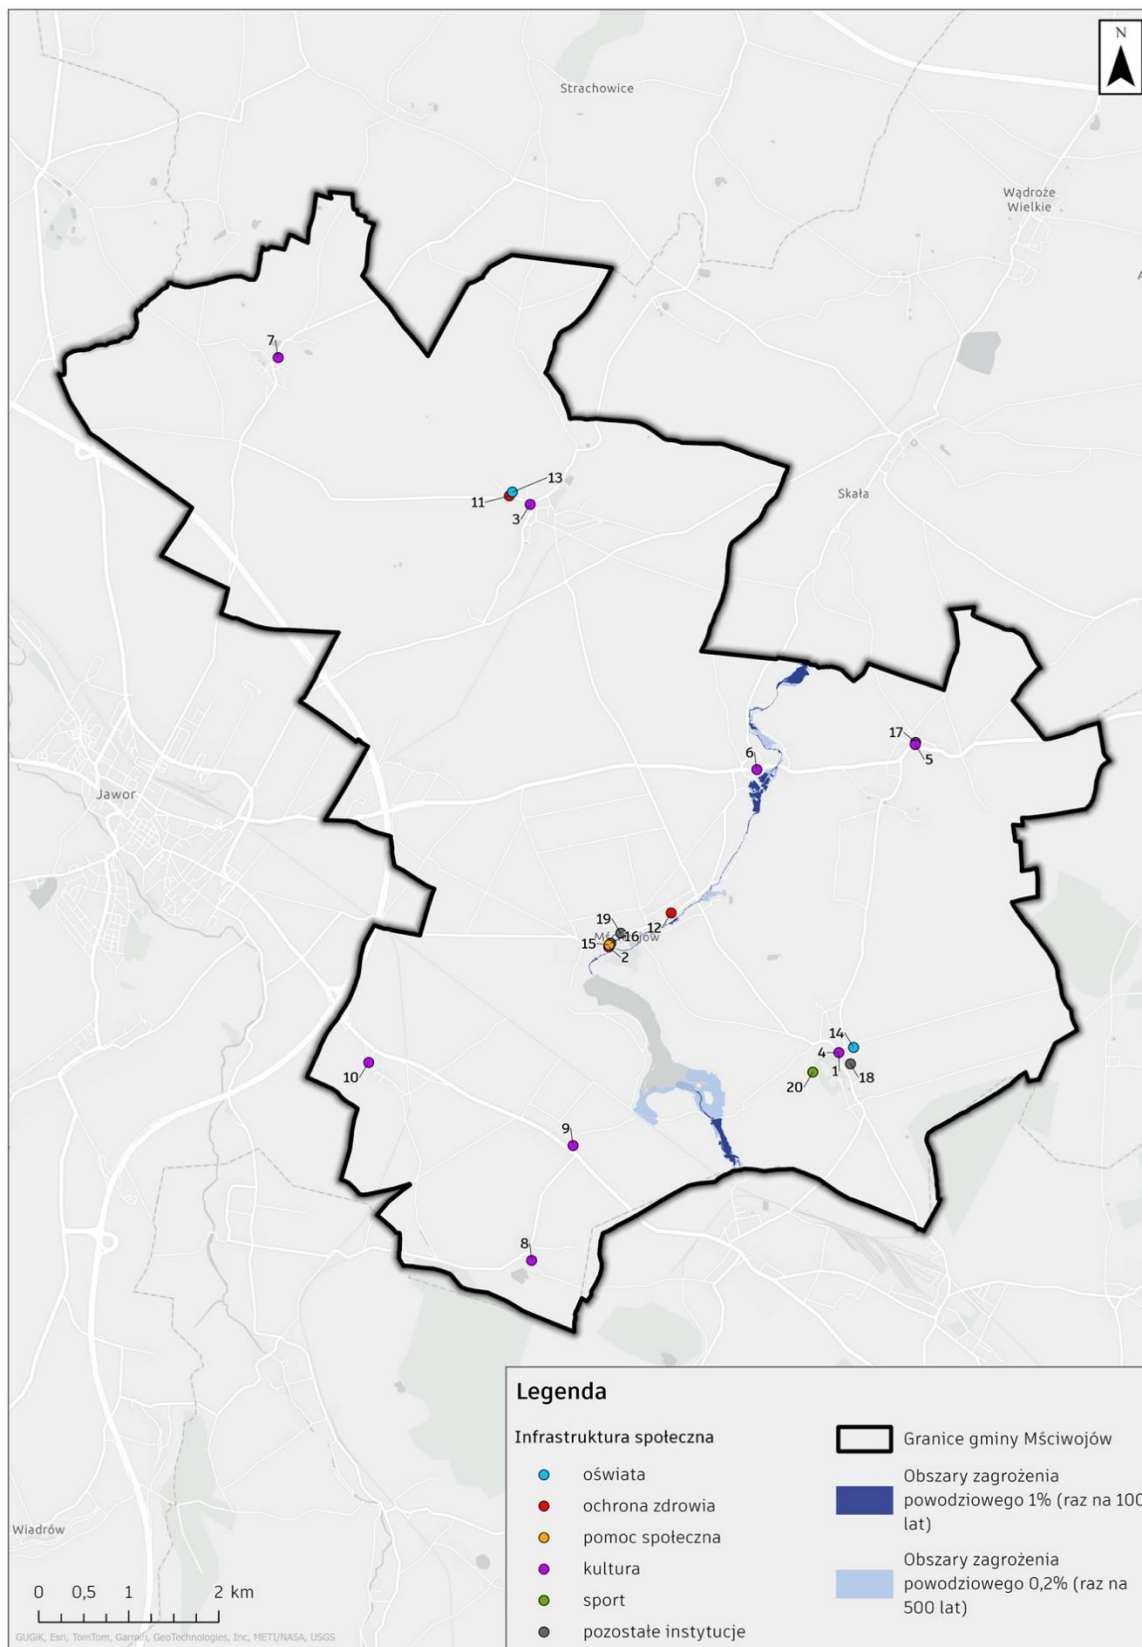 N
Strachowice
Wądroże
Wielkie
A
7
13
11
3
Skała
17
5
6
Jawor
19
12
16
15
2
14
4
1
18
20
10
9
8
Legenda
Infrastruktura społeczna
oświata
ochrona zdrowia
pomoc społeczna
kultura
sport
pozostałe instytucje
Granice gminy Mściwojów
Obszary zagrożenia
powodziowego 1% (raz na 100
lat)
Obszary zagrożenia
powodziowego 0,2% (raz na
500 lat)
Wiadrów
0 0,5 1 2 km
GUGiK, Esri, TomTom, Garmin, GeoTechnologies, Inc, METI/NASA, USGS